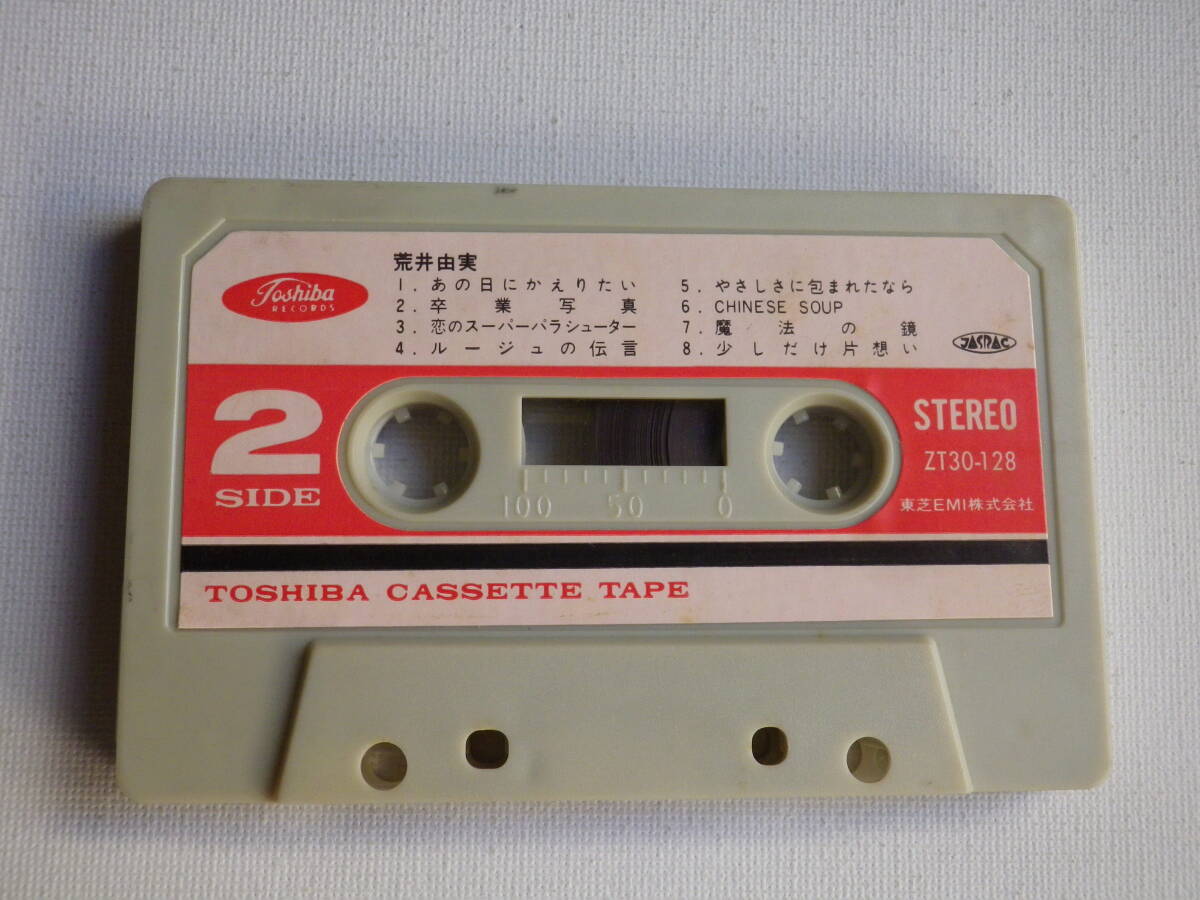 Toshiba
RECORDS
荒井由実
1. あの日にかえりたい
2. 卒業写真
3. 恋のスーパーパラシューター
4. ルージュの伝言
5. やさしさに包まれたなら
6. CHINESE SOUP
7. 魔法の鏡
8. 少しだけ片想い
JASRAC
2
SIDE
100 50 0
STEREO
ZT30-128
東芝EMI株式会社
TOSHIBA CASSETTE TAPE